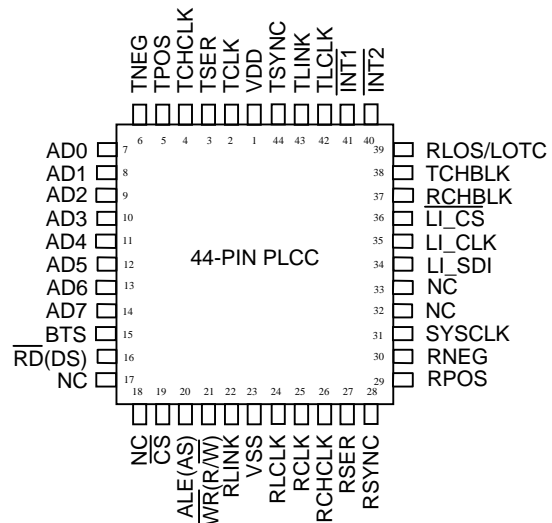 TNEG
TPOS
TCHCLK
TSER
TCLK
VDD
TSYNC
TLINK
TLCLK
INT1
INT2
6 5 4 3 2 1 44 43 42 41 40
AD0 7
AD1 8
AD2 9
AD3 10
AD4 11
AD5 12
AD6 13
AD7 14
BTS 15
RD(DS) 16
NC 17
44-PIN PLCC
39 RLOS/LOTC
38 TCHBLK
37 RCHBLK
36 LI_CS
35 LI_CLK
34 LI_SDI
33 NC
32 NC
31 SYSCLK
30 RNEG
29 RPOS
18 19 20 21 22 23 24 25 26 27 28
NC
CS
ALE(AS)
WR(R/W)
RLINK
VSS
RLCLK
RCLK
RCHCLK
RSER
RSYNC